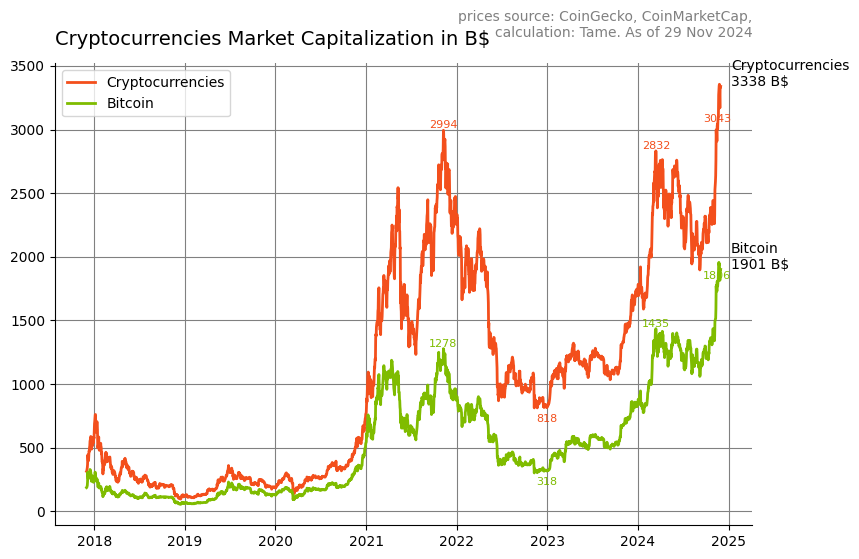 prices source: CoinGecko, CoinMarketCap,
calculation: Tame. As of 29 Nov 2024
Cryptocurrencies Market Capitalization in B$
Cryptocurrencies
Bitcoin
3500
3000
2500
2000
1500
1000
500
0
2018 2019 2020 2021 2022 2023 2024 2025
2994
1278
818
318
2832
1435
3043
Cryptocurrencies
3338 B$
Bitcoin
1901 B$